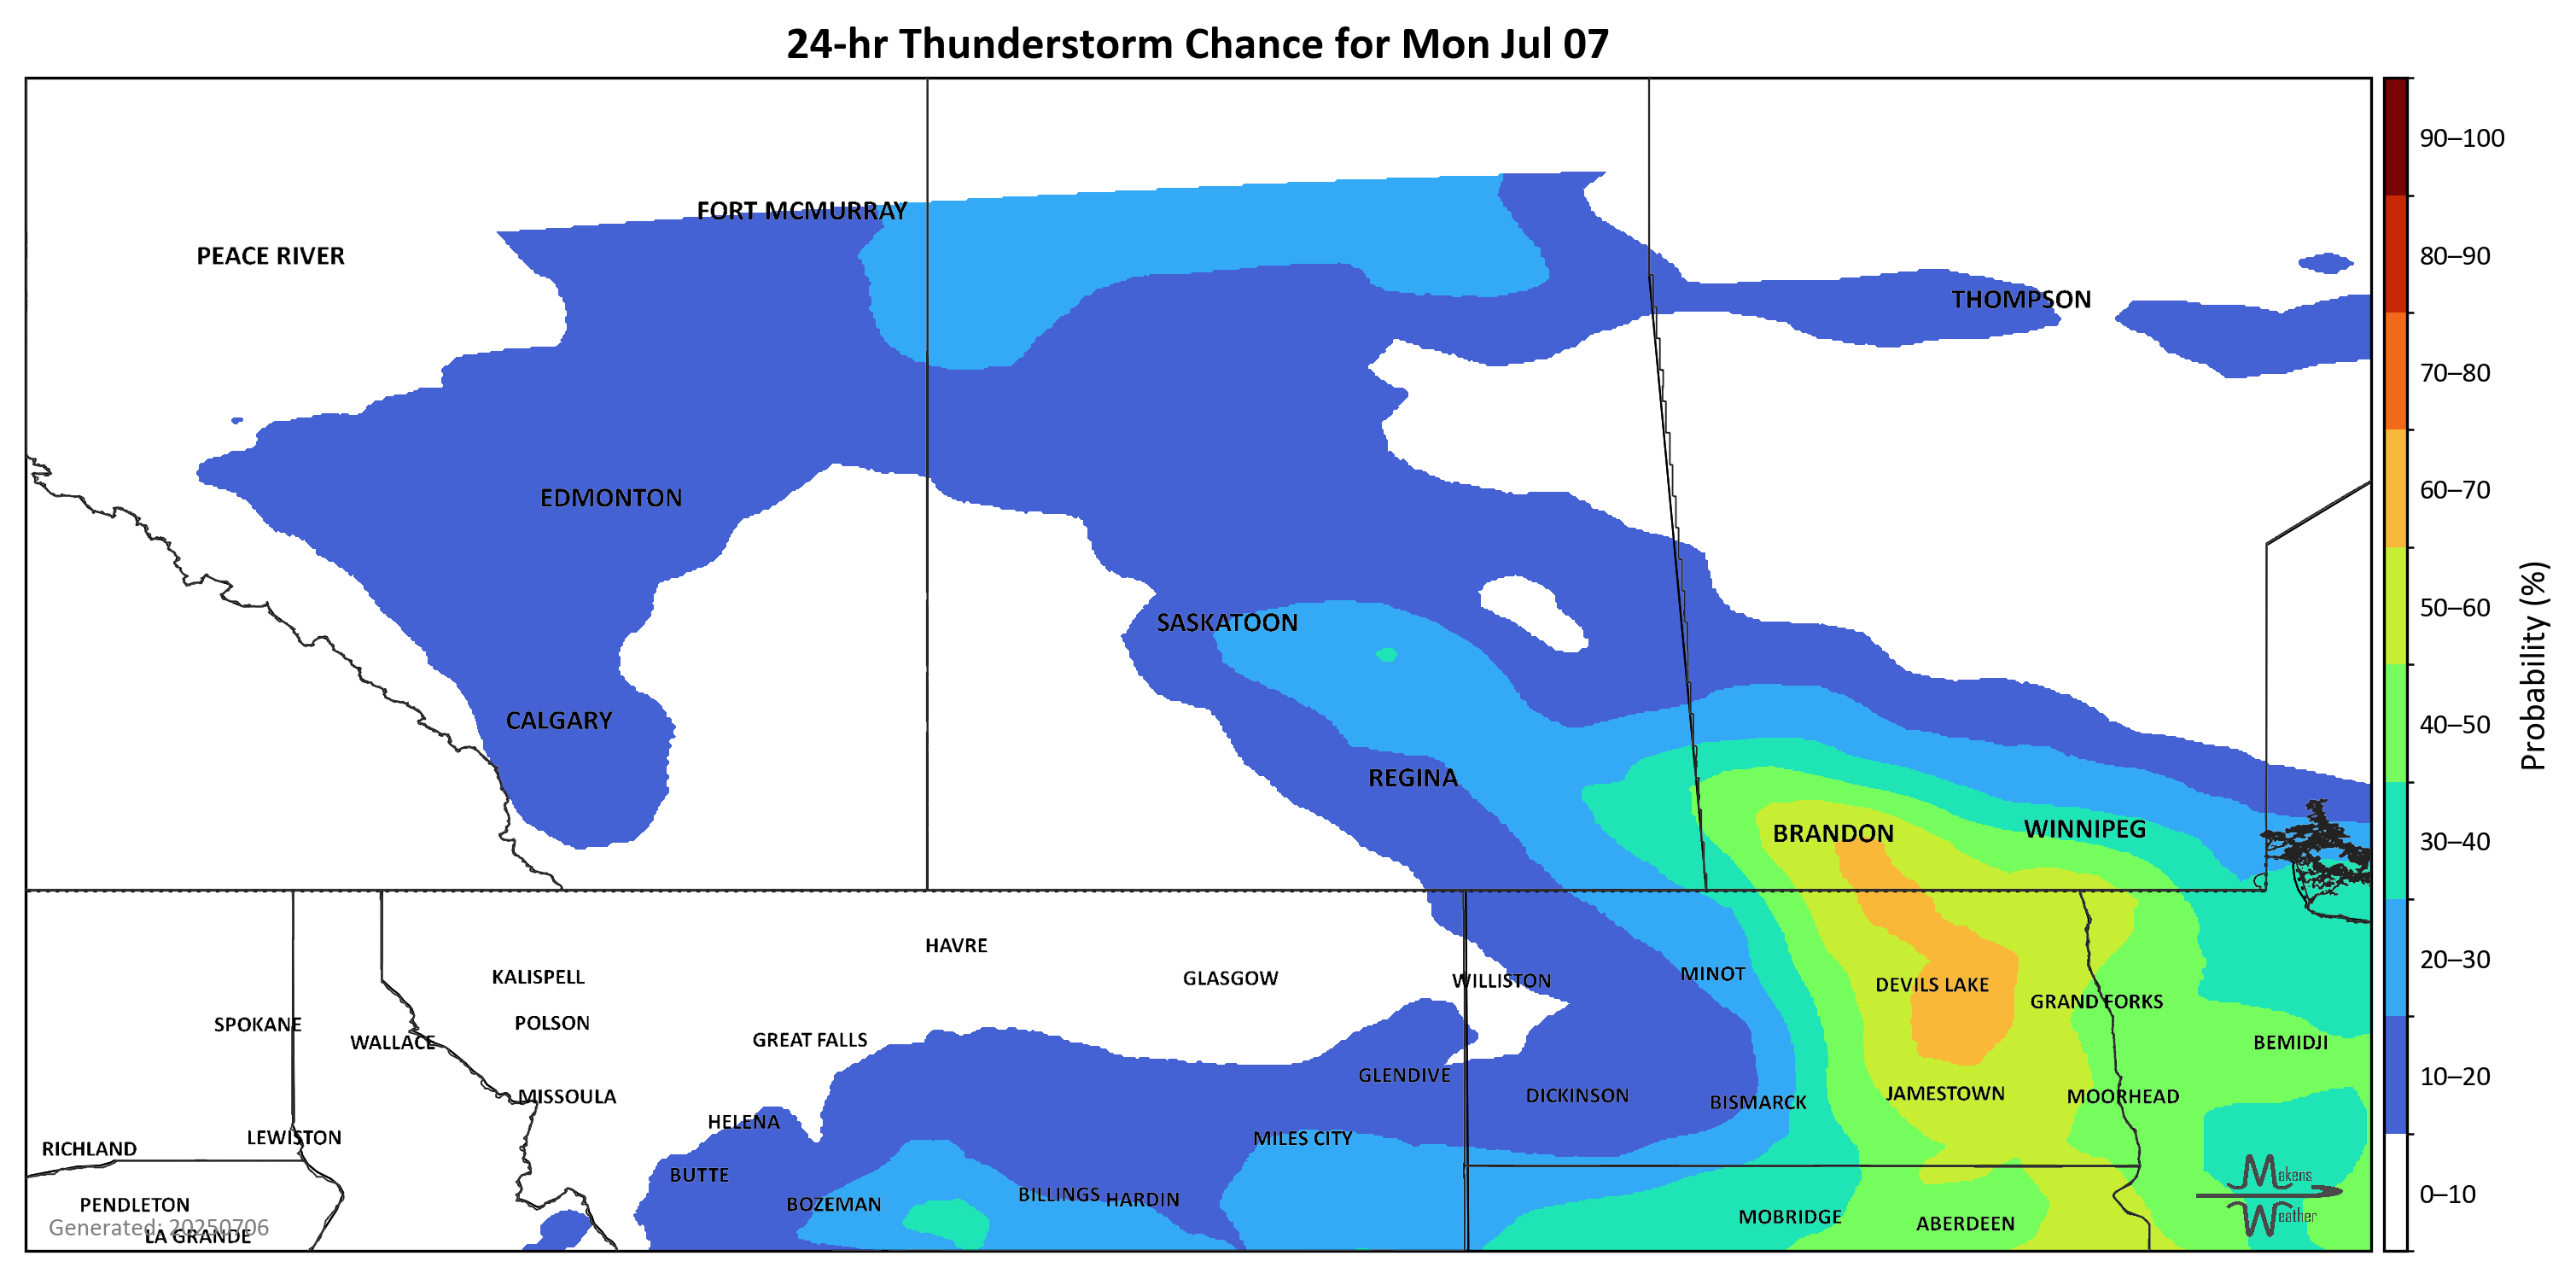 24-hr Thunderstorm Chance for Mon Jul 07
90–100
FORT MCMURRAY
PEACE RIVER
80–90
THOMPSON
70–80
EDMONTON
60–70
SASKATOON
50–60
Probability (%)
CALGARY
40–50
REGINA
BRANDON
WINNIPEG
30–40
HAVRE
KALISPELL
GLASGOW
WILLISTON
MINOT
DEVILS LAKE
20–30
GRAND FORKS
SPOKANE
POLSON
WALLACE
GREAT FALLS
BEMIDJI
GLENDIVE
10–20
MISSOULA
DICKINSON
BISMARCK
JAMESTOWN
MOORHEAD
HELENA
RICHLAND
LEWISTON
MILES CITY
BUTTE
Makens
Weather
0–10
PENDLETON
BOZEMAN
BILLINGS
HARDIN
MOBRIDGE
ABERDEEN
Generated: 20250706
LA GRANDE